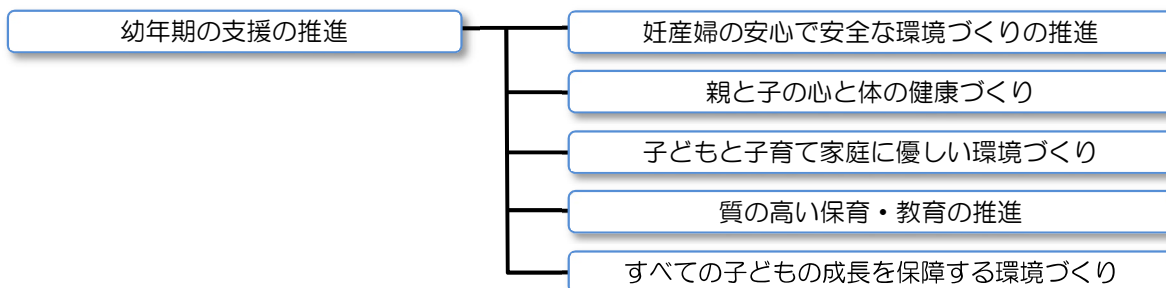 幼年期の支援の推進
妊産婦の安心で安全な環境づくりの推進
親と子の心と体の健康づくり
子どもと子育て家庭に優しい環境づくり
質の高い保育・教育の推進
すべての子どもの成長を保障する環境づくり